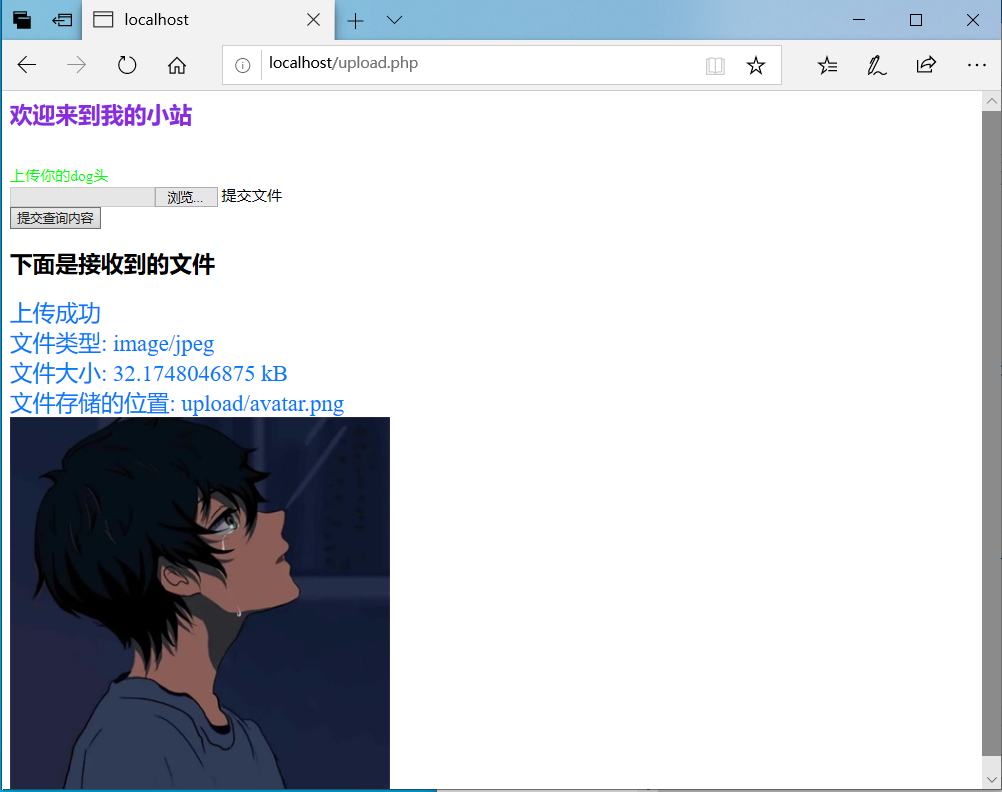 localhost
localhost/upload.php
欢迎来到我的小站
上传你的dog头
浏览... 提交文件
提交查询内容
下面是接收到的文件
上传成功
文件类型: image/jpeg
文件大小: 32.1748046875 kB
文件存储的位置: upload/avatar.png